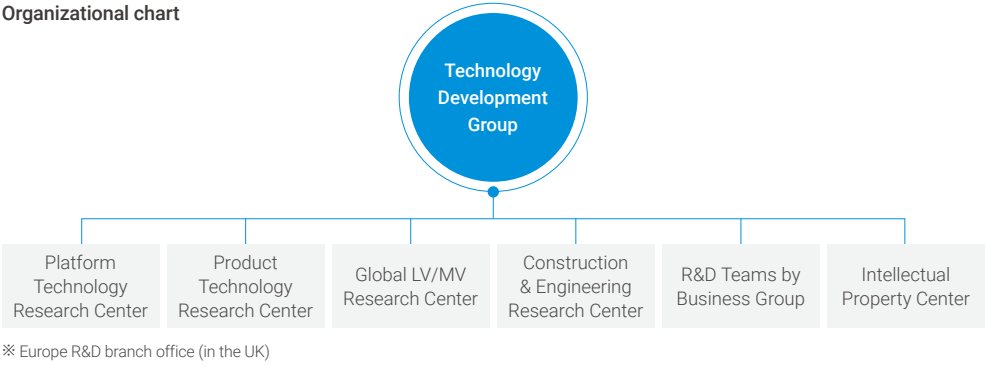 Organizational chart
Technology
Development
Group
Platform
Technology
Research Center
Product
Technology
Research Center
Global LV/MV
Research Center
Construction
& Engineering
Research Center
R&D Teams by
Business Group
Intellectual
Property Center
※ Europe R&D branch office (in the UK)